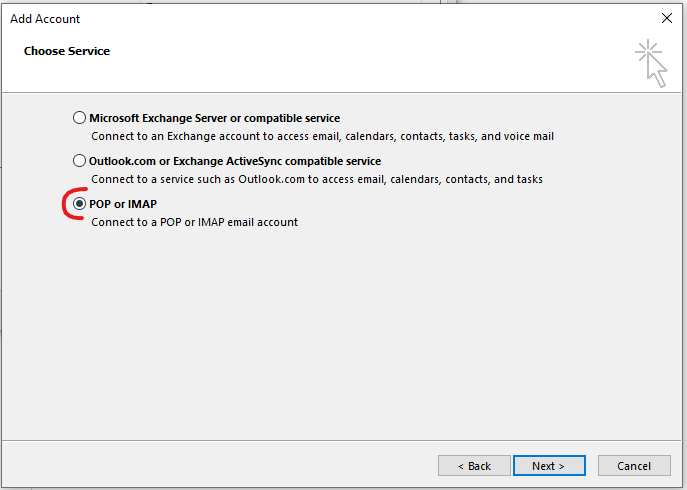 Add Account
Choose Service
Microsoft Exchange Server or compatible service
Connect to an Exchange account to access email, calendars, contacts, tasks, and voice mail
Outlook.com or Exchange ActiveSync compatible service
Connect to a service such as Outlook.com to access email, calendars, contacts, and tasks
POP or IMAP
Connect to a POP or IMAP email account
< Back
Next >
Cancel